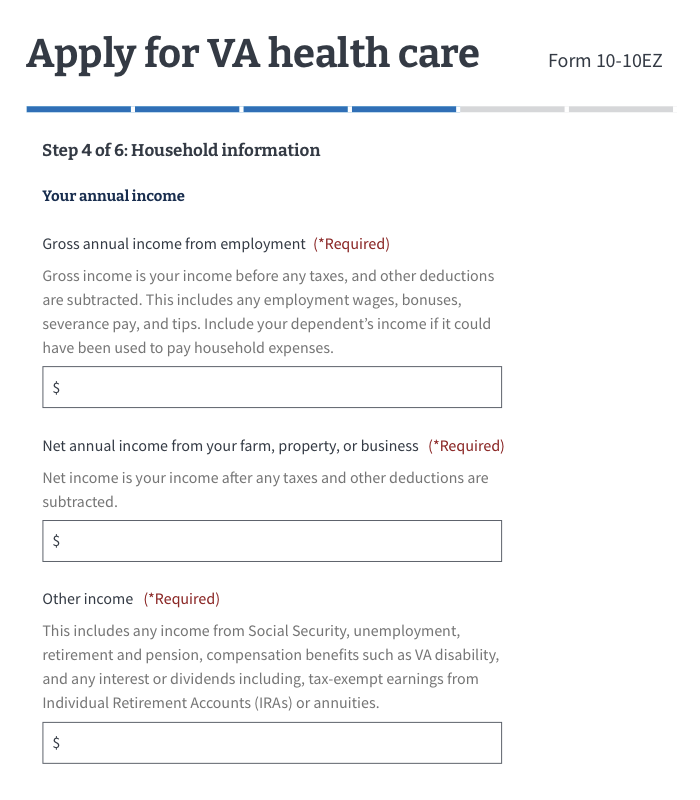 Apply for VA health care
Form 10-10EZ
Step 4 of 6: Household information
Your annual income
Gross annual income from employment (*Required)
Gross income is your income before any taxes, and other deductions
are subtracted. This includes any employment wages, bonuses,
severance pay, and tips. Include your dependent’s income if it could
have been used to pay household expenses.
$
Net annual income from your farm, property, or business (*Required)
Net income is your income after any taxes and other deductions are
subtracted.
$
Other income (*Required)
This includes any income from Social Security, unemployment,
retirement and pension, compensation benefits such as VA disability,
and any interest or dividends including, tax-exempt earnings from
Individual Retirement Accounts (IRAs) or annuities.
$